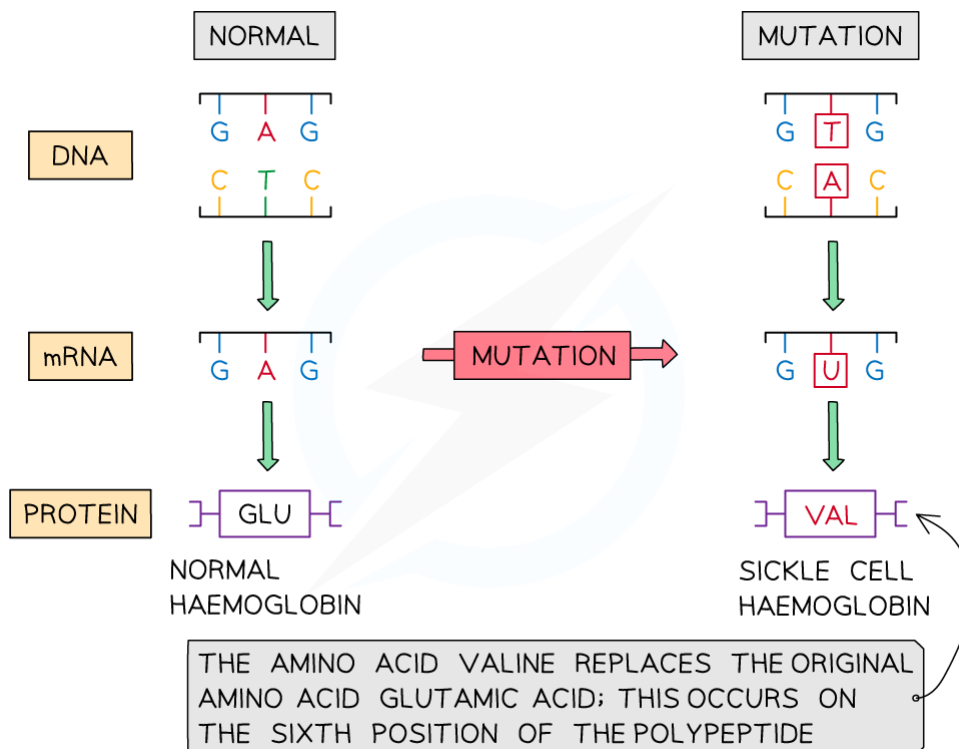 NORMAL
MUTATION
DNA
G A G
C T C
G T G
C A C
mRNA
G A G
MUTATION
G U G
PROTEIN
GLU
VAL
NORMAL
HAEMOGLOBIN
SICKLE CELL
HAEMOGLOBIN
THE AMINO ACID VALINE REPLACES THE ORIGINAL
AMINO ACID GLUTAMIC ACID; THIS OCCURS ON
THE SIXTH POSITION OF THE POLYPEPTIDE